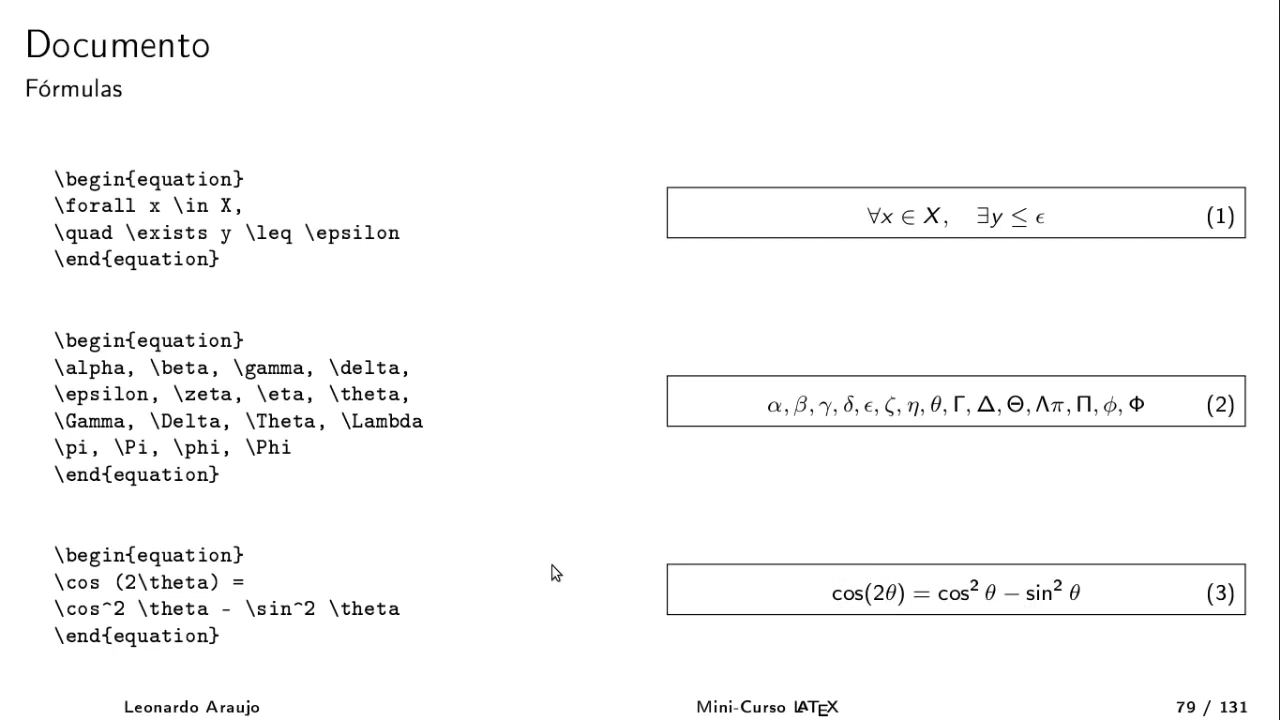 Documento
Fórmulas
\begin{equation}
\forall x \in X,
\quad \exists y \leq \epsilon
\end{equation}
∀x ∈ X, ∃y ≤ ϵ (1)
\begin{equation}
\alpha, \beta, \gamma, \delta,
\epsilon, \zeta, \eta, \theta,
\Gamma, \Delta, \Theta, \Lambda
\pi, \Pi, \phi, \Phi
\end{equation}
α, β, γ, δ, ϵ, ζ, η, θ, Γ, Δ, Θ, Λπ, Π, ϕ, Φ (2)
\begin{equation}
\cos (2\theta) =
\cos^2 \theta - \sin^2 \theta
\end{equation}
cos(2θ) = cos² θ − sin² θ (3)
Leonardo Araujo Mini-Curso LATEX 79 / 131